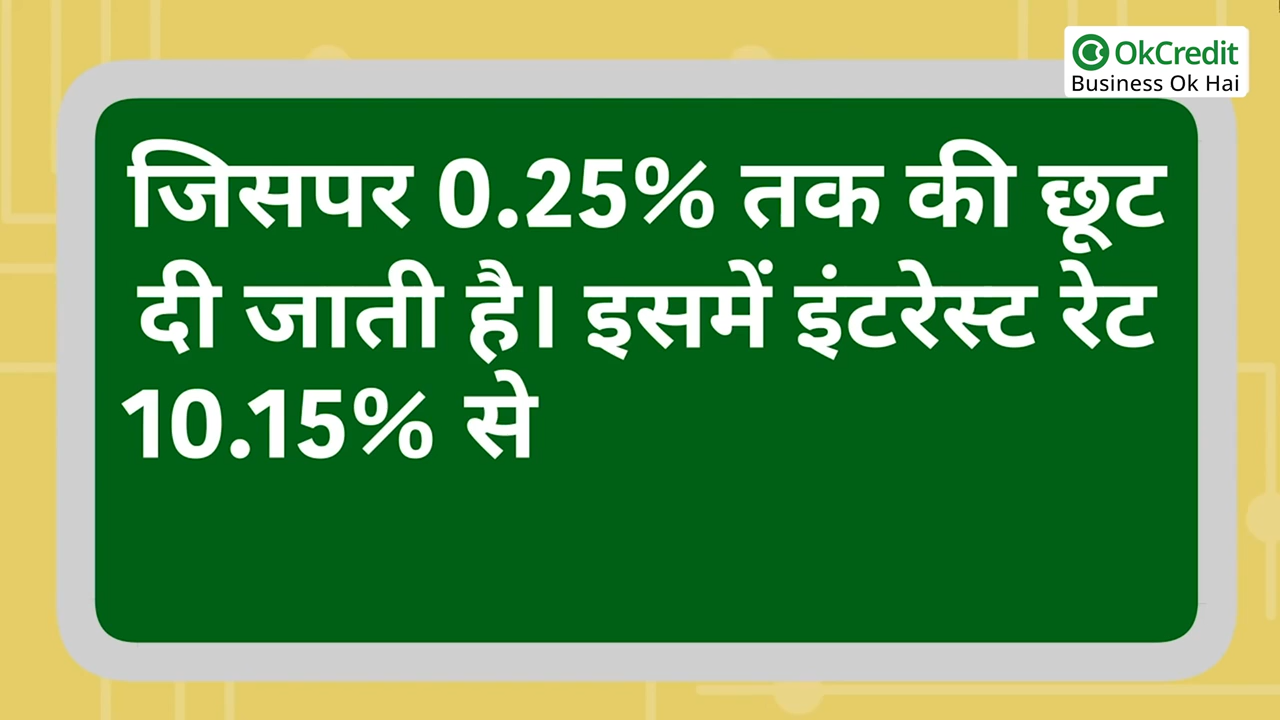 OkCredit
Business Ok Hai
जिसपर 0.25% तक की छूट
दी जाती है। इसमें इंटरेस्ट रेट
10.15% से